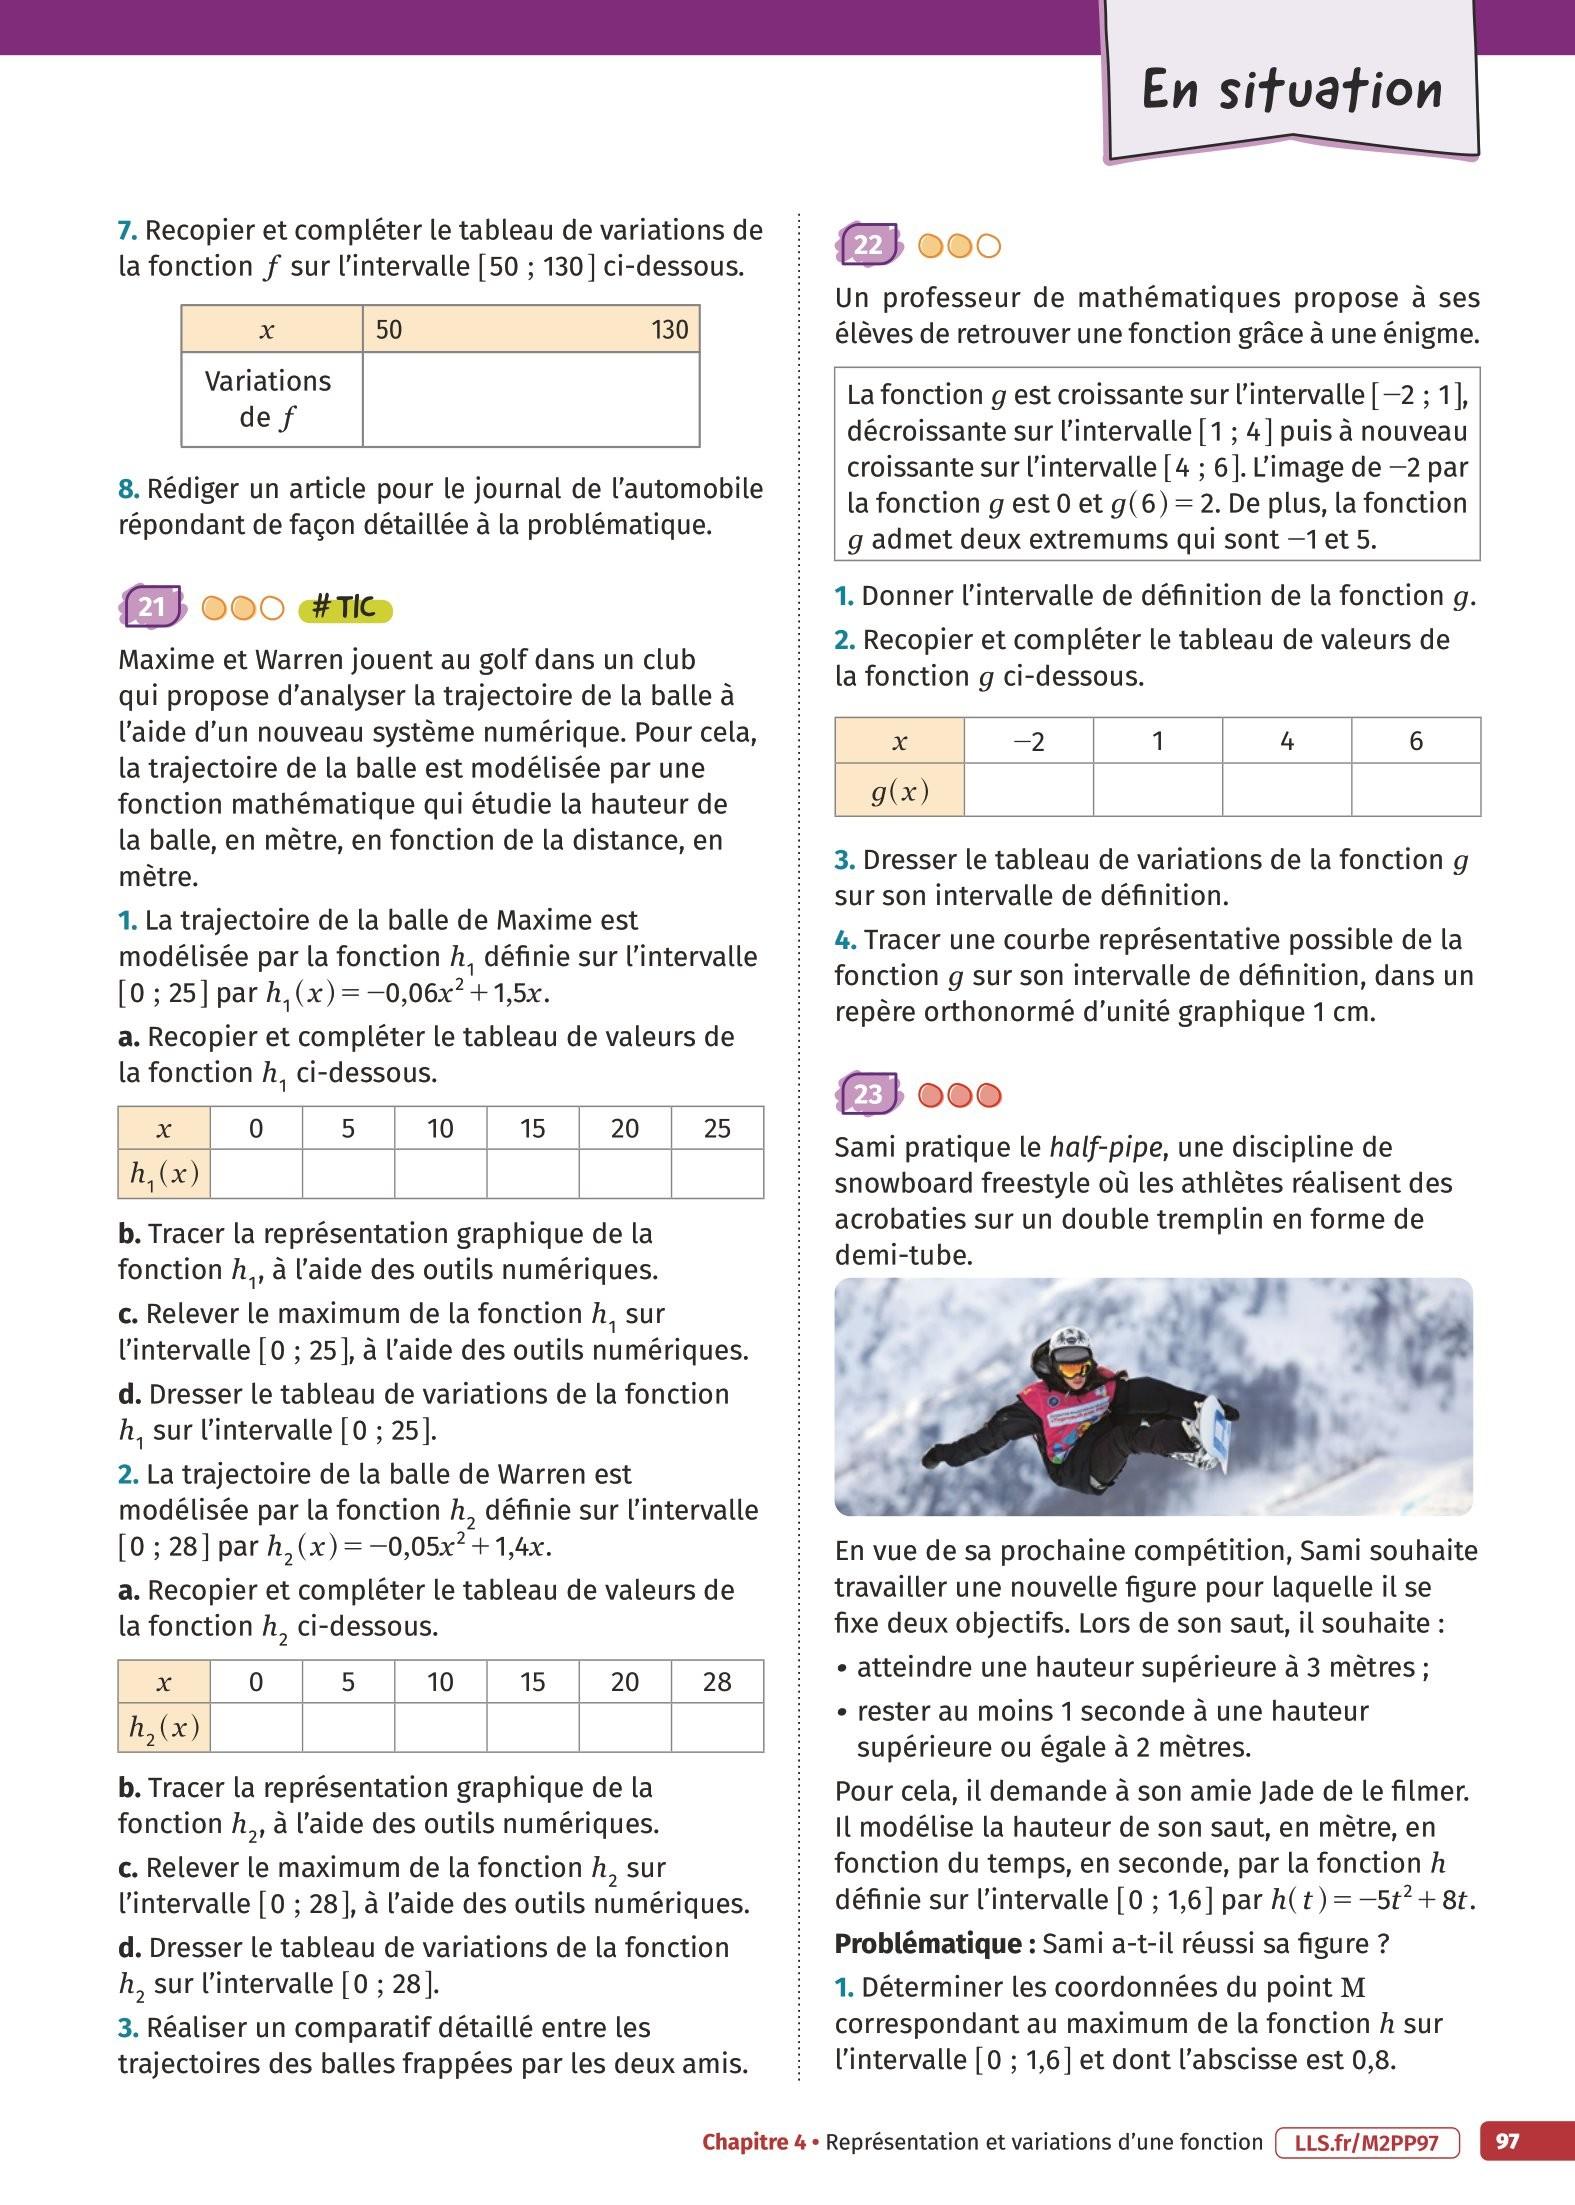 En situation
7. Recopier et compléter le tableau de variations de
la fonction f sur l’intervalle [50 ; 130] ci-dessous.
x 50 130
Variations
de f
8. Rédiger un article pour le journal de l’automobile
répondant de façon détaillée à la problématique.
21 #TIC
Maxime et Warren jouent au golf dans un club
qui propose d’analyser la trajectoire de la balle à
l’aide d’un nouveau système numérique. Pour cela,
la trajectoire de la balle est modélisée par une
fonction mathématique qui étudie la hauteur de
la balle, en mètre, en fonction de la distance, en
mètre.
1. La trajectoire de la balle de Maxime est
modélisée par la fonction h₁ définie sur l’intervalle
[0 ; 25] par h₁(x) = −0,06x² + 1,5x.
a. Recopier et compléter le tableau de valeurs de
la fonction h₁ ci-dessous.
x 0 5 10 15 20 25
h₁(x)
b. Tracer la représentation graphique de la
fonction h₁, à l’aide des outils numériques.
c. Relever le maximum de la fonction h₁ sur
l’intervalle [0 ; 25], à l’aide des outils numériques.
d. Dresser le tableau de variations de la fonction
h₁ sur l’intervalle [0 ; 25].
2. La trajectoire de la balle de Warren est
modélisée par la fonction h₂ définie sur l’intervalle
[0 ; 28] par h₂(x) = −0,05x² + 1,4x.
a. Recopier et compléter le tableau de valeurs de
la fonction h₂ ci-dessous.
x 0 5 10 15 20 28
h₂(x)
b. Tracer la représentation graphique de la
fonction h₂, à l’aide des outils numériques.
c. Relever le maximum de la fonction h₂ sur
l’intervalle [0 ; 28], à l’aide des outils numériques.
d. Dresser le tableau de variations de la fonction
h₂ sur l’intervalle [0 ; 28].
3. Réaliser un comparatif détaillé entre les
trajectoires des balles frappées par les deux amis.
22
Un professeur de mathématiques propose à ses
élèves de retrouver une fonction grâce à une énigme.
La fonction g est croissante sur l’intervalle [−2 ; 1],
décroissante sur l’intervalle [1 ; 4] puis à nouveau
croissante sur l’intervalle [4 ; 6]. L’image de −2 par
la fonction g est 0 et g(6) = 2. De plus, la fonction
g admet deux extremums qui sont −1 et 5.
1. Donner l’intervalle de définition de la fonction g.
2. Recopier et compléter le tableau de valeurs de
la fonction g ci-dessous.
x −2 1 4 6
g(x)
3. Dresser le tableau de variations de la fonction g
sur son intervalle de définition.
4. Tracer une courbe représentative possible de la
fonction g sur son intervalle de définition, dans un
repère orthonormé d’unité graphique 1 cm.
23
Sami pratique le half-pipe, une discipline de
snowboard freestyle où les athlètes réalisent des
acrobaties sur un double tremplin en forme de
demi-tube.
En vue de sa prochaine compétition, Sami souhaite
travailler une nouvelle figure pour laquelle il se
fixe deux objectifs. Lors de son saut, il souhaite :
• atteindre une hauteur supérieure à 3 mètres ;
• rester au moins 1 seconde à une hauteur
supérieure ou égale à 2 mètres.
Pour cela, il demande à son amie Jade de le filmer.
Il modélise la hauteur de son saut, en mètre, en
fonction du temps, en seconde, par la fonction h
définie sur l’intervalle [0 ; 1,6] par h(t) = −5t² + 8t.
Problématique : Sami a-t-il réussi sa figure ?
1. Déterminer les coordonnées du point M
correspondant au maximum de la fonction h sur
l’intervalle [0 ; 1,6] et dont l’abscisse est 0,8.
Chapitre 4 • Représentation et variations d’une fonction LLS.fr/M2PP97 97